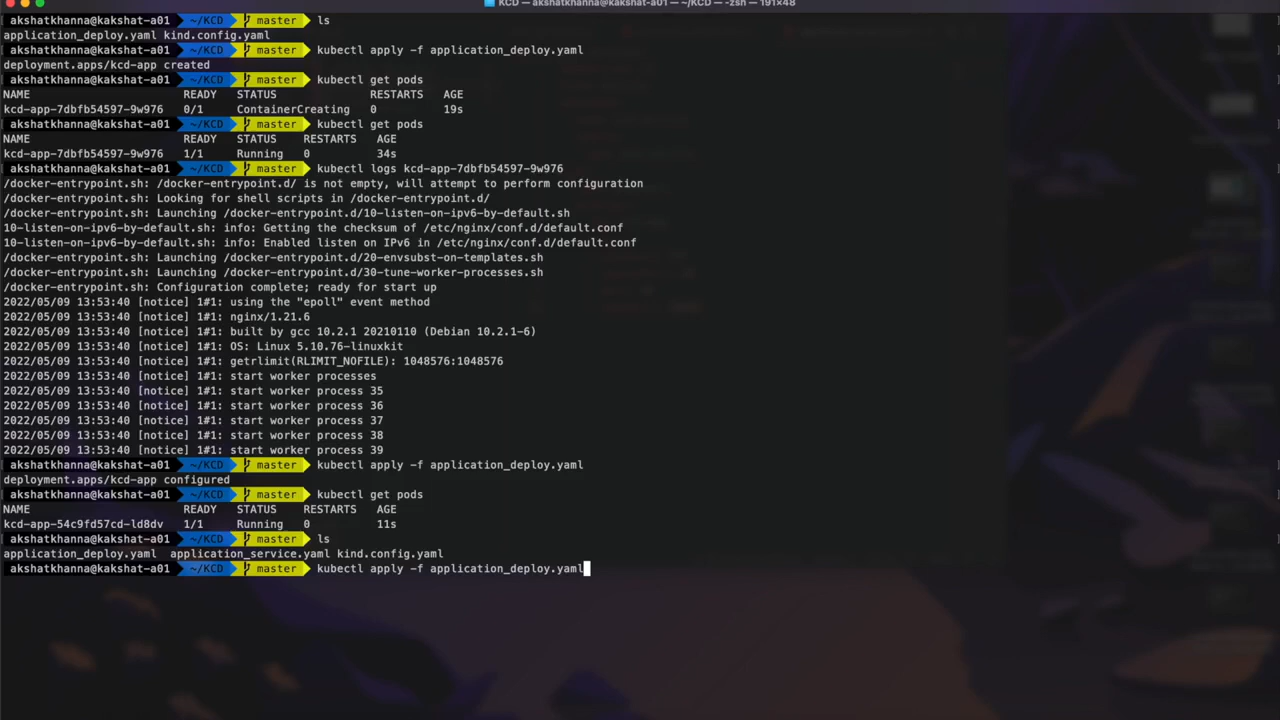 KCD — akshatkhanna@kakshat-a01 — ~/KCD — -zsh — 191×48
akshatkhanna@kakshat-a01 ~/KCD master ls
application_deploy.yaml kind.config.yaml
akshatkhanna@kakshat-a01 ~/KCD master kubectl apply -f application_deploy.yaml
deployment.apps/kcd-app created
akshatkhanna@kakshat-a01 ~/KCD master kubectl get pods
NAME READY STATUS RESTARTS AGE
kcd-app-7dbfb54597-9w976 0/1 ContainerCreating 0 19s
akshatkhanna@kakshat-a01 ~/KCD master kubectl get pods
NAME READY STATUS RESTARTS AGE
kcd-app-7dbfb54597-9w976 1/1 Running 0 34s
akshatkhanna@kakshat-a01 ~/KCD master kubectl logs kcd-app-7dbfb54597-9w976
/docker-entrypoint.sh: /docker-entrypoint.d/ is not empty, will attempt to perform configuration
/docker-entrypoint.sh: Looking for shell scripts in /docker-entrypoint.d/
/docker-entrypoint.sh: Launching /docker-entrypoint.d/10-listen-on-ipv6-by-default.sh
10-listen-on-ipv6-by-default.sh: info: Getting the checksum of /etc/nginx/conf.d/default.conf
10-listen-on-ipv6-by-default.sh: info: Enabled listen on IPv6 in /etc/nginx/conf.d/default.conf
/docker-entrypoint.sh: Launching /docker-entrypoint.d/20-envsubst-on-templates.sh
/docker-entrypoint.sh: Launching /docker-entrypoint.d/30-tune-worker-processes.sh
/docker-entrypoint.sh: Configuration complete; ready for start up
2022/05/09 13:53:40 [notice] 1#1: using the "epoll" event method
2022/05/09 13:53:40 [notice] 1#1: nginx/1.21.6
2022/05/09 13:53:40 [notice] 1#1: built by gcc 10.2.1 20210110 (Debian 10.2.1-6)
2022/05/09 13:53:40 [notice] 1#1: OS: Linux 5.10.76-linuxkit
2022/05/09 13:53:40 [notice] 1#1: getrlimit(RLIMIT_NOFILE): 1048576:1048576
2022/05/09 13:53:40 [notice] 1#1: start worker processes
2022/05/09 13:53:40 [notice] 1#1: start worker process 35
2022/05/09 13:53:40 [notice] 1#1: start worker process 36
2022/05/09 13:53:40 [notice] 1#1: start worker process 37
2022/05/09 13:53:40 [notice] 1#1: start worker process 38
2022/05/09 13:53:40 [notice] 1#1: start worker process 39
akshatkhanna@kakshat-a01 ~/KCD master kubectl apply -f application_deploy.yaml
deployment.apps/kcd-app configured
akshatkhanna@kakshat-a01 ~/KCD master kubectl get pods
NAME READY STATUS RESTARTS AGE
kcd-app-54c9fd57cd-ld8dv 1/1 Running 0 11s
akshatkhanna@kakshat-a01 ~/KCD master ls
application_deploy.yaml application_service.yaml kind.config.yaml
akshatkhanna@kakshat-a01 ~/KCD master kubectl apply -f application_deploy.yaml